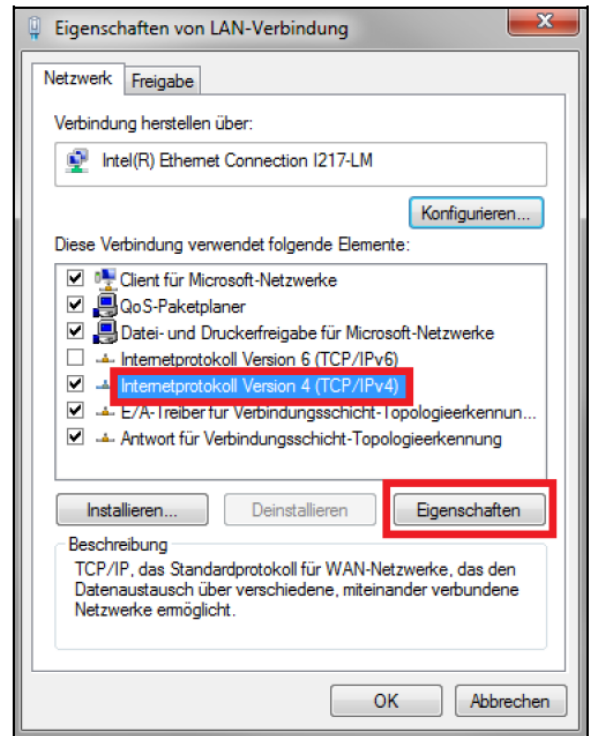 Eigenschaften von LAN-Verbindung
Netzwerk
Freigabe
Verbindung herstellen über:
Intel(R) Ethernet Connection I217-LM
Konfigurieren...
Diese Verbindung verwendet folgende Elemente:
Client für Microsoft-Netzwerke
QoS-Paketplaner
Datei- und Druckerfreigabe für Microsoft-Netzwerke
Internetprotokoll Version 6 (TCP/IPv6)
Internetprotokoll Version 4 (TCP/IPv4)
E/A-Treiber für Verbindungsschicht-Topologieerkennun...
Antwort für Verbindungsschicht-Topologieerkennung
Installieren...
Deinstallieren
Eigenschaften
Beschreibung
TCP/IP, das Standardprotokoll für WAN-Netzwerke, das den
Datenaustausch über verschiedene, miteinander verbundene
Netzwerke ermöglicht.
OK
Abbrechen